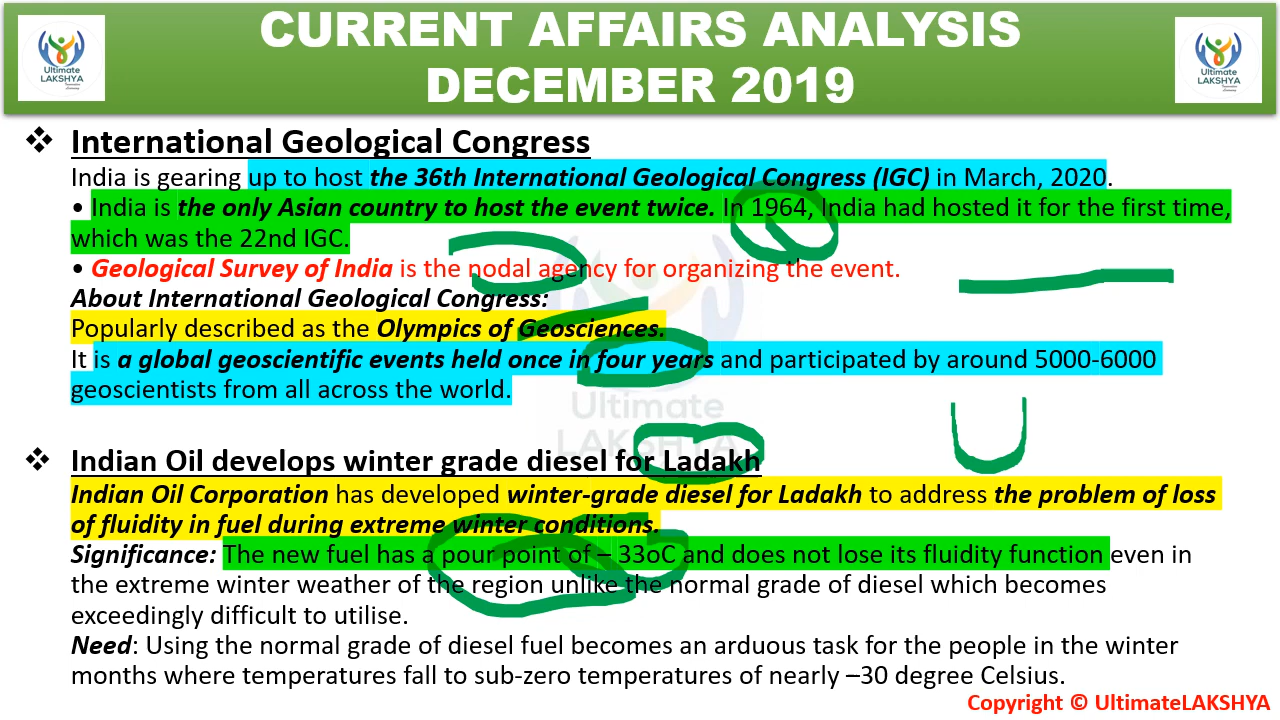 CURRENT AFFAIRS ANALYSIS
DECEMBER 2019
Ultimate
LAKSHYA
Ultimate
LAKSHYA
❖ International Geological Congress
India is gearing up to host the 36th International Geological Congress (IGC) in March, 2020.
• India is the only Asian country to host the event twice. In 1964, India had hosted it for the first time,
which was the 22nd IGC.
• Geological Survey of India is the nodal agency for organizing the event.
About International Geological Congress:
Popularly described as the Olympics of Geosciences.
It is a global geoscientific events held once in four years and participated by around 5000-6000
geoscientists from all across the world.
Ultimate
LAKSHYA
❖ Indian Oil develops winter grade diesel for Ladakh
Indian Oil Corporation has developed winter-grade diesel for Ladakh to address the problem of loss
of fluidity in fuel during extreme winter conditions.
Significance: The new fuel has a pour point of – 33oC and does not lose its fluidity function even in
the extreme winter weather of the region unlike the normal grade of diesel which becomes
exceedingly difficult to utilise.
Need: Using the normal grade of diesel fuel becomes an arduous task for the people in the winter
months where temperatures fall to sub-zero temperatures of nearly –30 degree Celsius.
Copyright © UltimateLAKSHYA